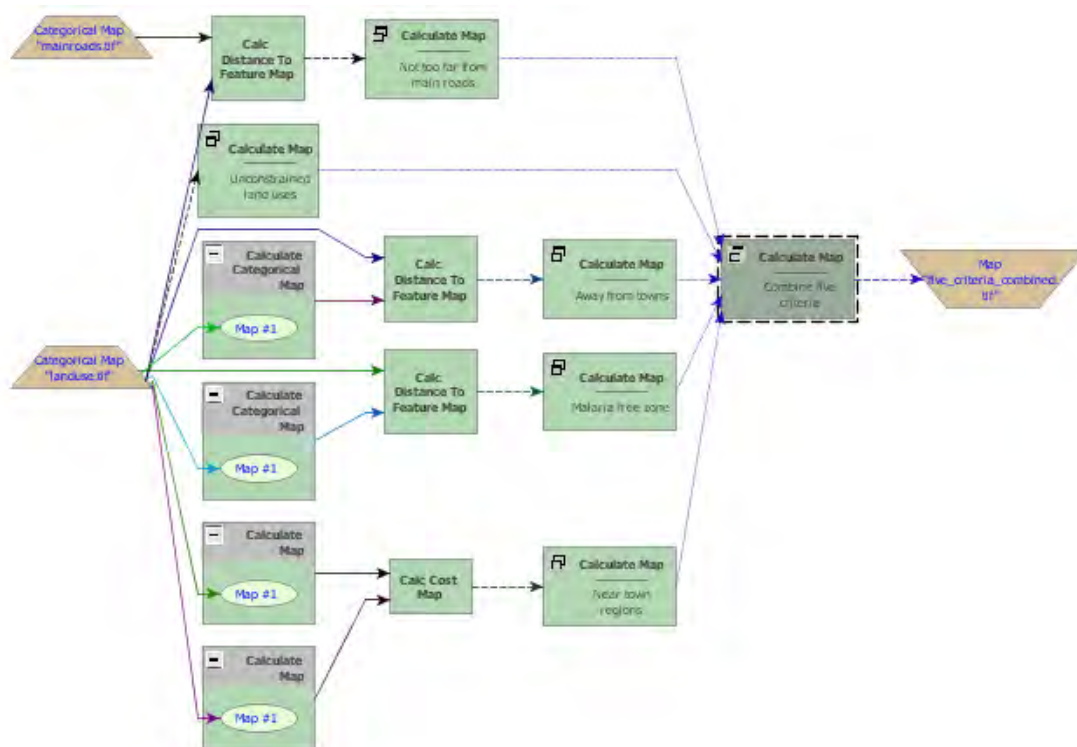 Categorical Map
"mainroads.tif"
Calc
Distance To
Feature Map
Calculate Map
Not too far from
main roads
Calculate Map
Unconstrained
land uses
Calculate
Categorical
Map
Map #1
Calc
Distance To
Feature Map
Calculate Map
Away from towns
Calculate Map
Combine five
criteria
Map
"five_criteria_combined.
tif"
Categorical Map
"landuse.tif"
Calculate
Categorical
Map
Map #1
Calc
Distance To
Feature Map
Calculate Map
Malaria free zone
Calculate
Map
Map #1
Calc Cost
Map
Calculate Map
Near town
regions
Calculate
Map
Map #1